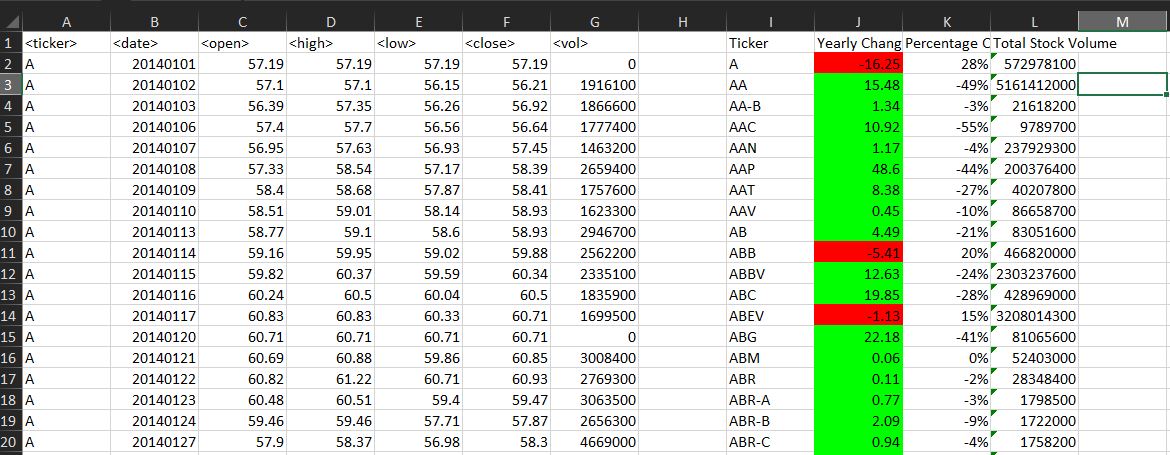 A B C D E F G H I J K L M
1 <ticker> <date> <open> <high> <low> <close> <vol> Ticker Yearly Chang Percentage C Total Stock Volume
2 A 20140101 57.19 57.19 57.19 57.19 0 A -16.25 28% 572978100
3 A 20140102 57.1 57.1 56.15 56.21 1916100 AA 15.48 -49% 5161412000
4 A 20140103 56.39 57.35 56.26 56.92 1866600 AA-B 1.34 -3% 21618200
5 A 20140106 57.4 57.7 56.56 56.64 1777400 AAC 10.92 -55% 9789700
6 A 20140107 56.95 57.63 56.93 57.45 1463200 AAN 1.17 -4% 237929300
7 A 20140108 57.33 58.54 57.17 58.39 2659400 AAP 48.6 -44% 200376400
8 A 20140109 58.4 58.68 57.87 58.41 1757600 AAT 8.38 -27% 40207800
9 A 20140110 58.51 59.01 58.14 58.93 1623300 AAV 0.45 -10% 86658700
10 A 20140113 58.77 59.1 58.6 58.93 2946700 AB 4.49 -21% 83051600
11 A 20140114 59.16 59.95 59.02 59.88 2562200 ABB -5.41 20% 466820000
12 A 20140115 59.82 60.37 59.59 60.34 2335100 ABBV 12.63 -24% 2303237600
13 A 20140116 60.24 60.5 60.04 60.5 1835900 ABC 19.85 -28% 428969000
14 A 20140117 60.83 60.83 60.33 60.71 1699500 ABEV -1.13 15% 3208014300
15 A 20140120 60.71 60.71 60.71 60.71 0 ABG 22.18 -41% 81065600
16 A 20140121 60.69 60.88 59.86 60.85 3008400 ABM 0.06 0% 52403000
17 A 20140122 60.82 61.22 60.71 60.93 2769300 ABR 0.11 -2% 28348400
18 A 20140123 60.48 60.51 59.4 59.47 3063500 ABR-A 0.77 -3% 1798500
19 A 20140124 59.46 59.46 57.71 57.87 2656300 ABR-B 2.09 -9% 1722000
20 A 20140127 57.9 58.37 56.98 58.3 4669000 ABR-C 0.94 -4% 1758200